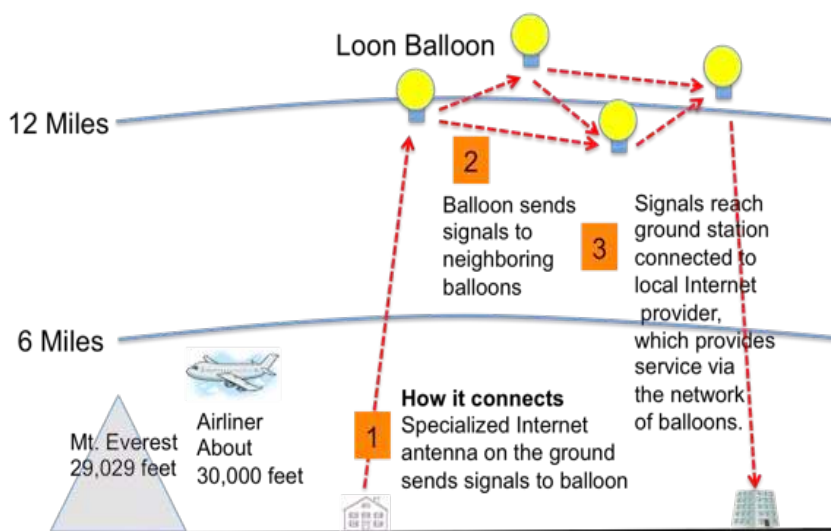 Loon Balloon
12 Miles
2
Balloon sends
signals to
neighboring
balloons
3
Signals reach
ground station
connected to
local Internet
provider,
which provides
service via
the network
of balloons.
6 Miles
Mt. Everest
29,029 feet
Airliner
About
30,000 feet
1
How it connects
Specialized Internet
antenna on the ground
sends signals to balloon